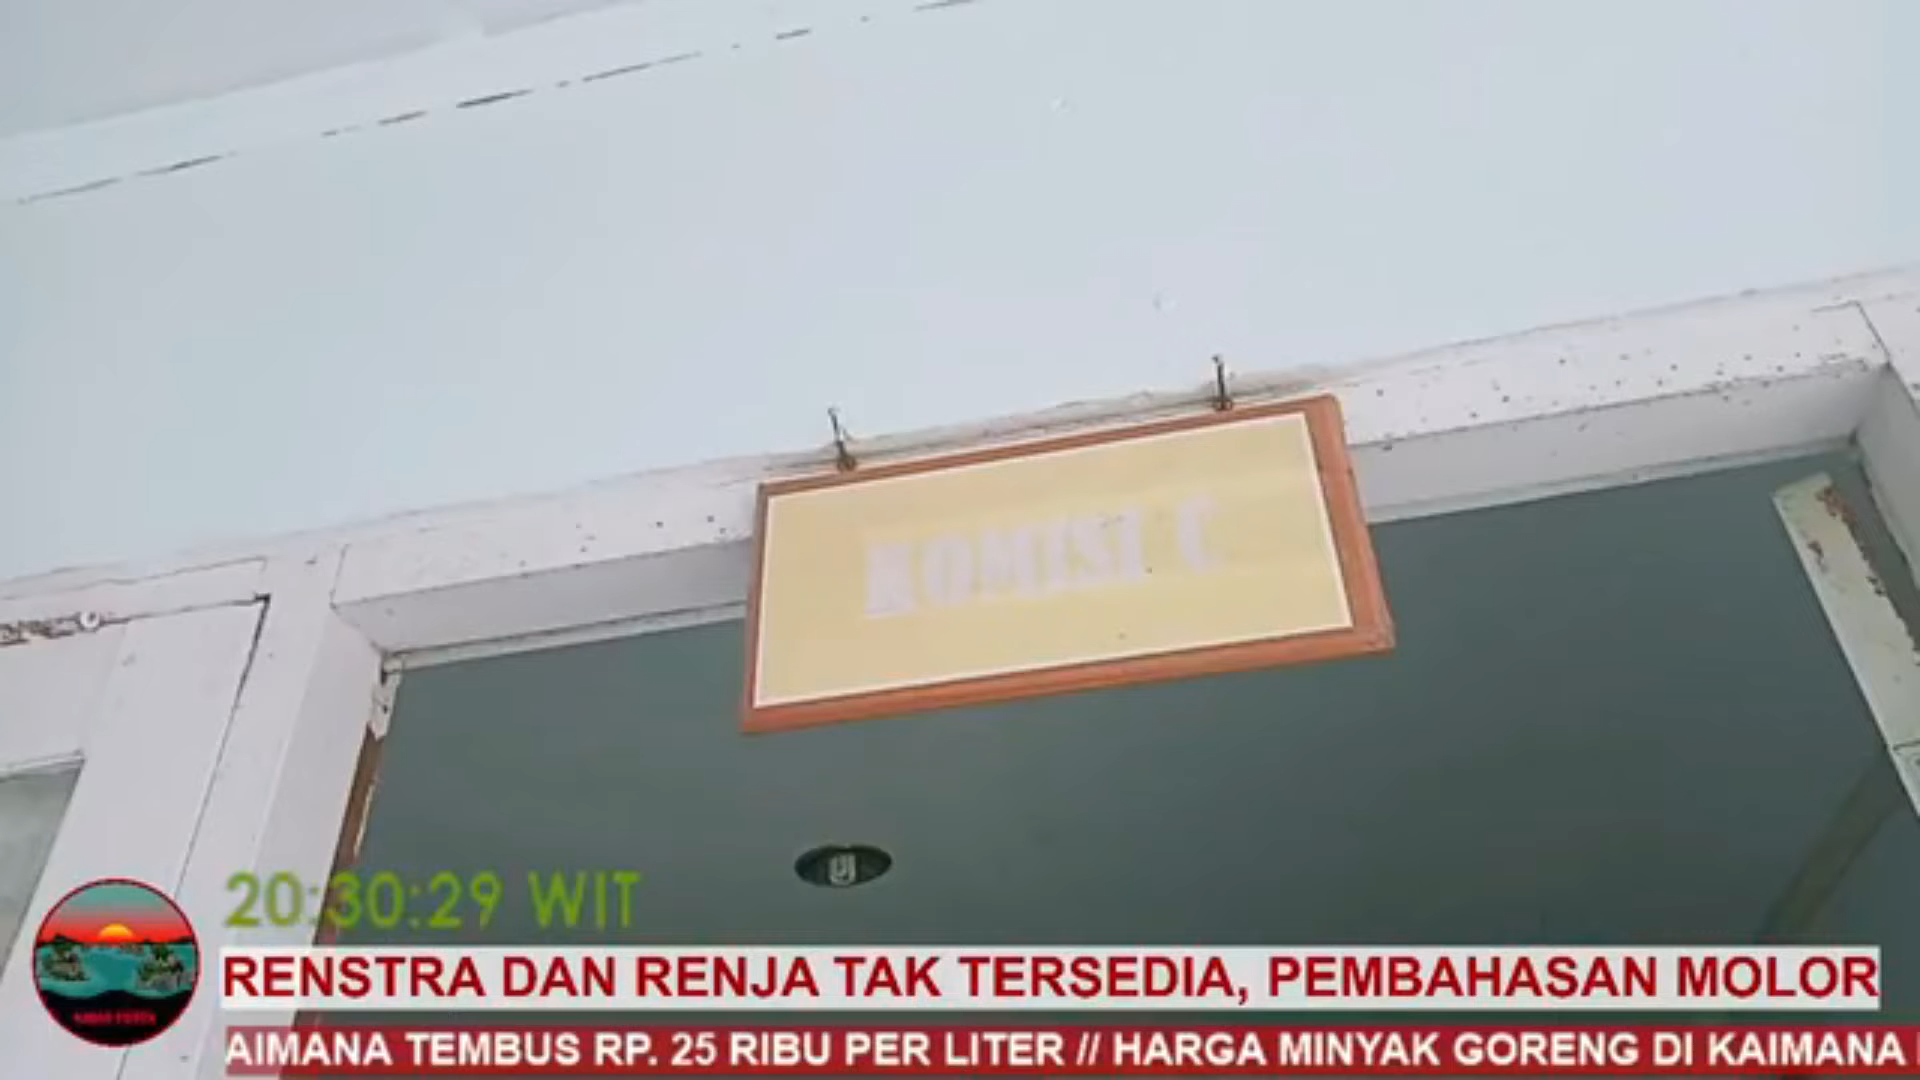 KOMISI C
20:30:29 WIT
RENSTRA DAN RENJA TAK TERSEDIA, PEMBAHASAN MOLOR
AIMANA TEMBUS RP. 25 RIBU PER LITER // HARGA MINYAK GORENG DI KAIMANA